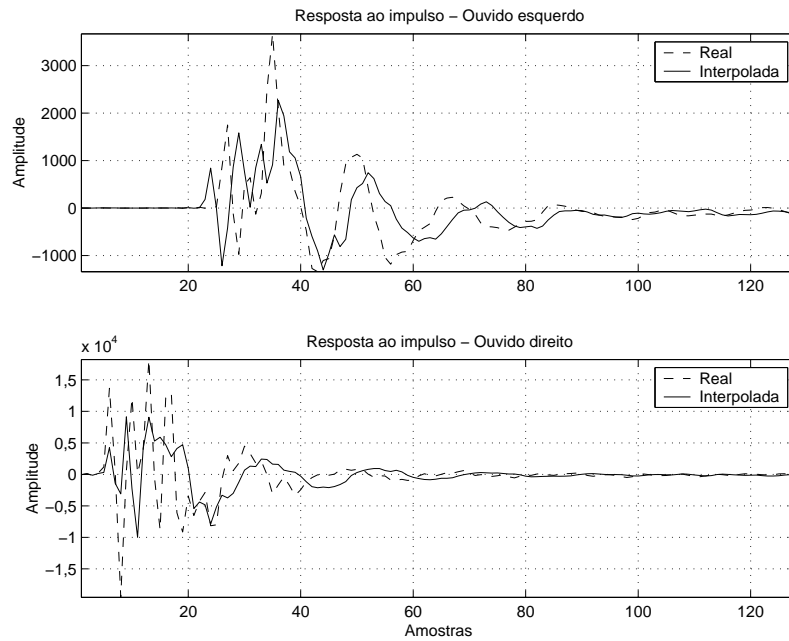 Resposta ao impulso − Ouvido esquerdo
Real
Interpolada
3000
2000
1000
0
−1000
Amplitude
20 40 60 80 100 120
Resposta ao impulso − Ouvido direito
x 10^4
Real
Interpolada
1,5
1
0,5
0
−0,5
−1
−1,5
Amplitude
20 40 60 80 100 120
Amostras